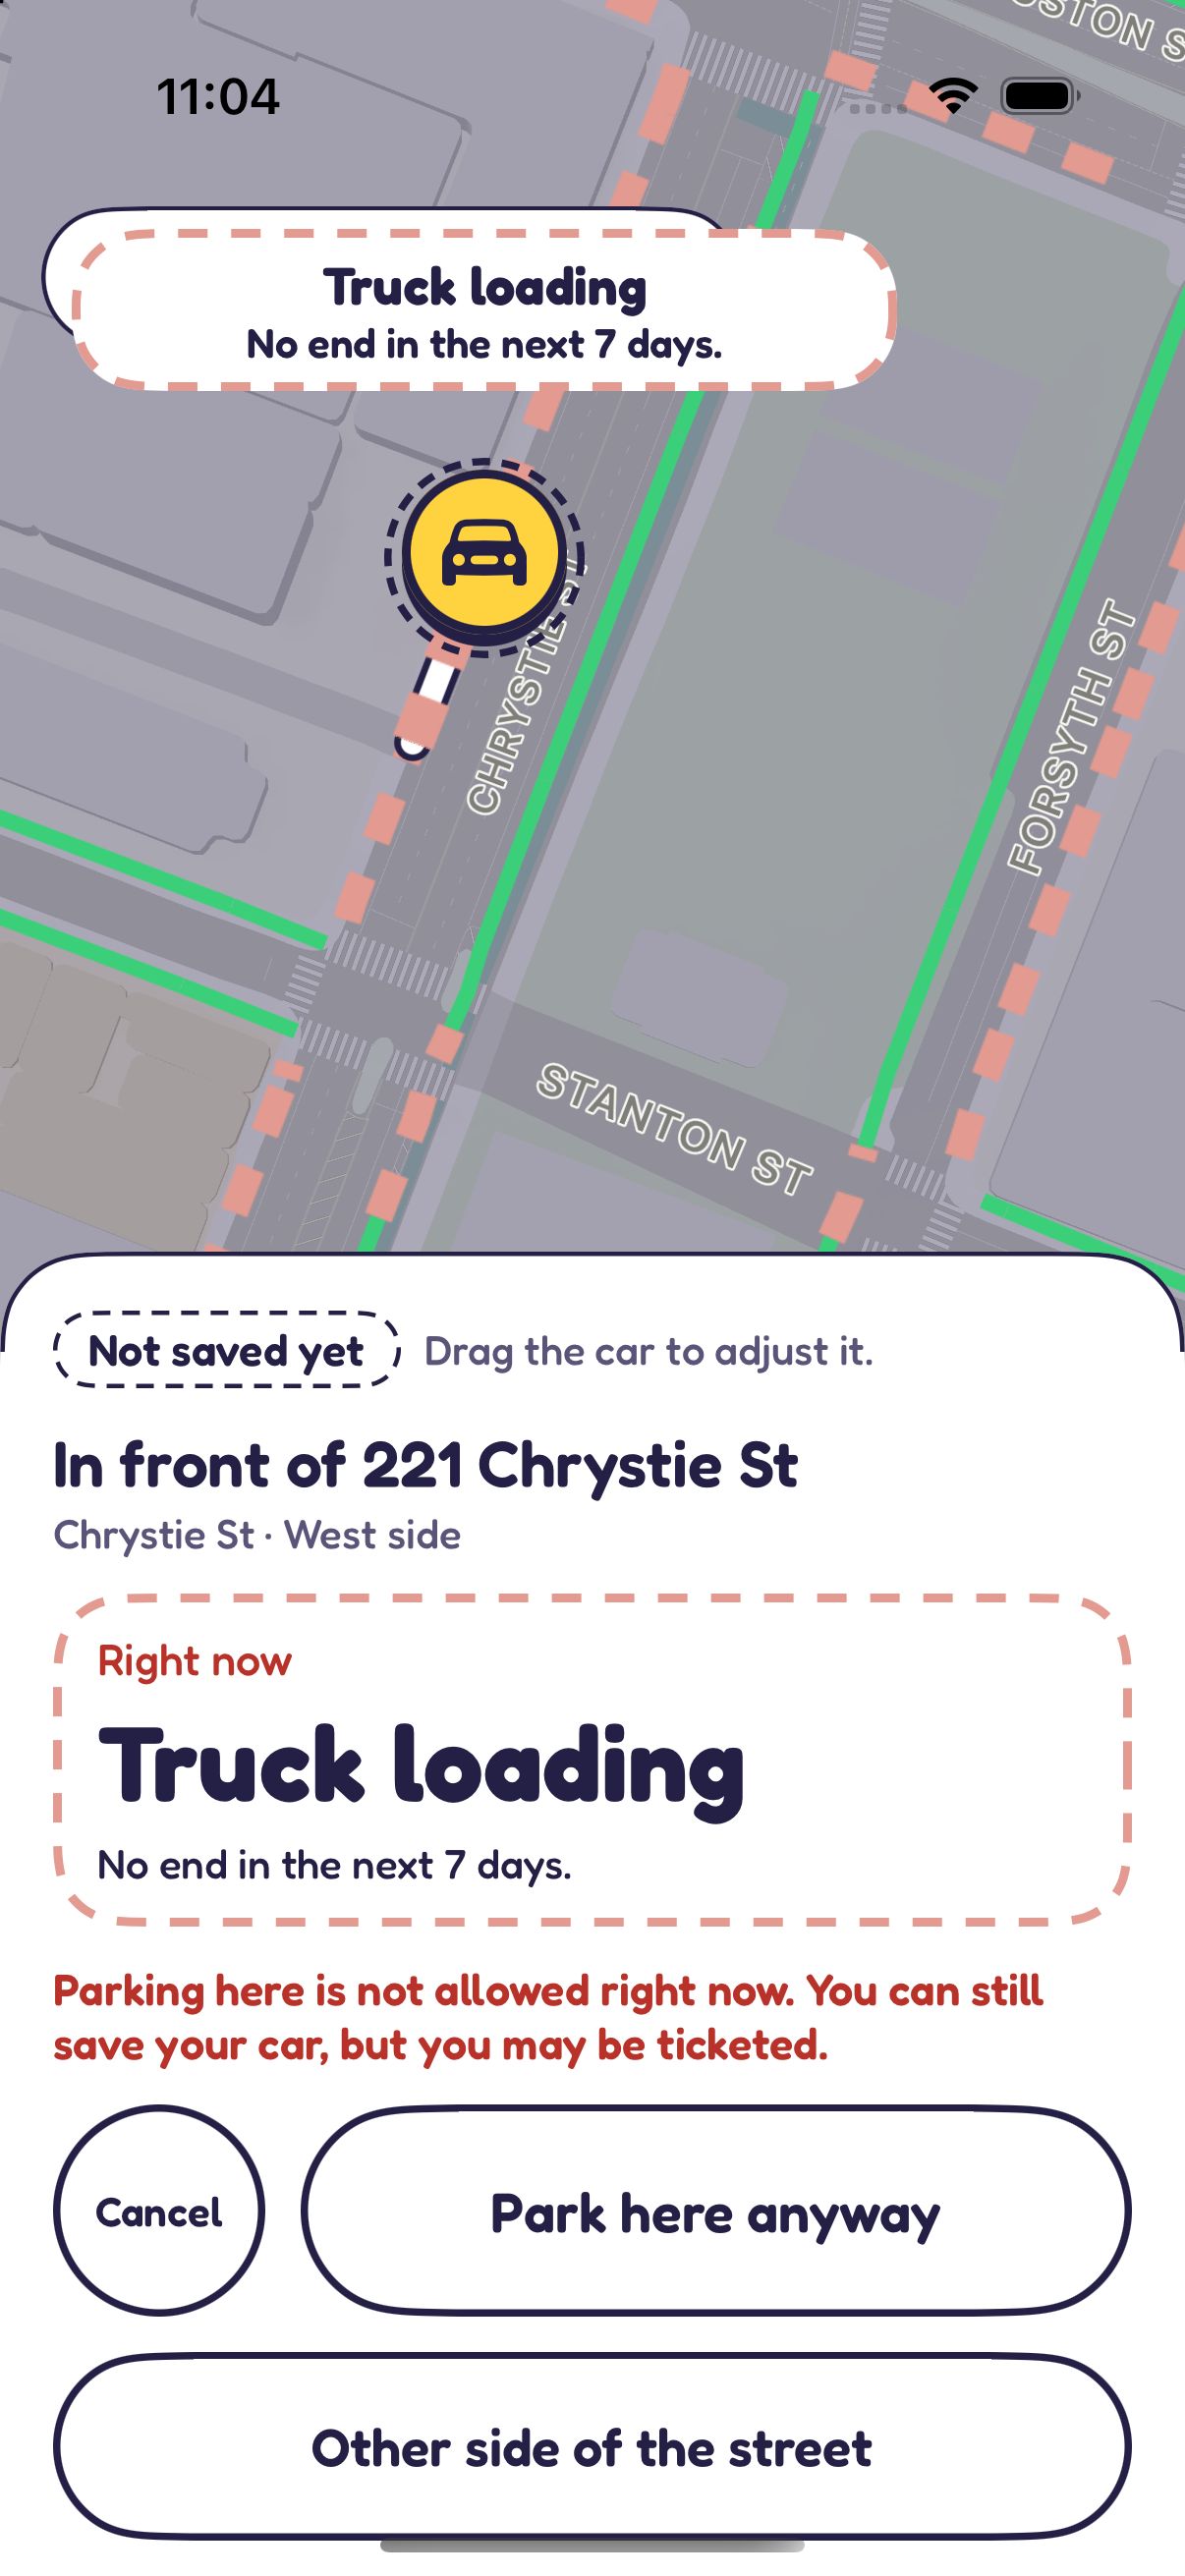 11:04
Truck loading
No end in the next 7 days.
CHRYSTIE ST
FORSYTH ST
STANTON ST
Not saved yet
Drag the car to adjust it.
In front of 221 Chrystie St
Chrystie St · West side
Right now
Truck loading
No end in the next 7 days.
Parking here is not allowed right now. You can still
save your car, but you may be ticketed.
Cancel
Park here anyway
Other side of the street